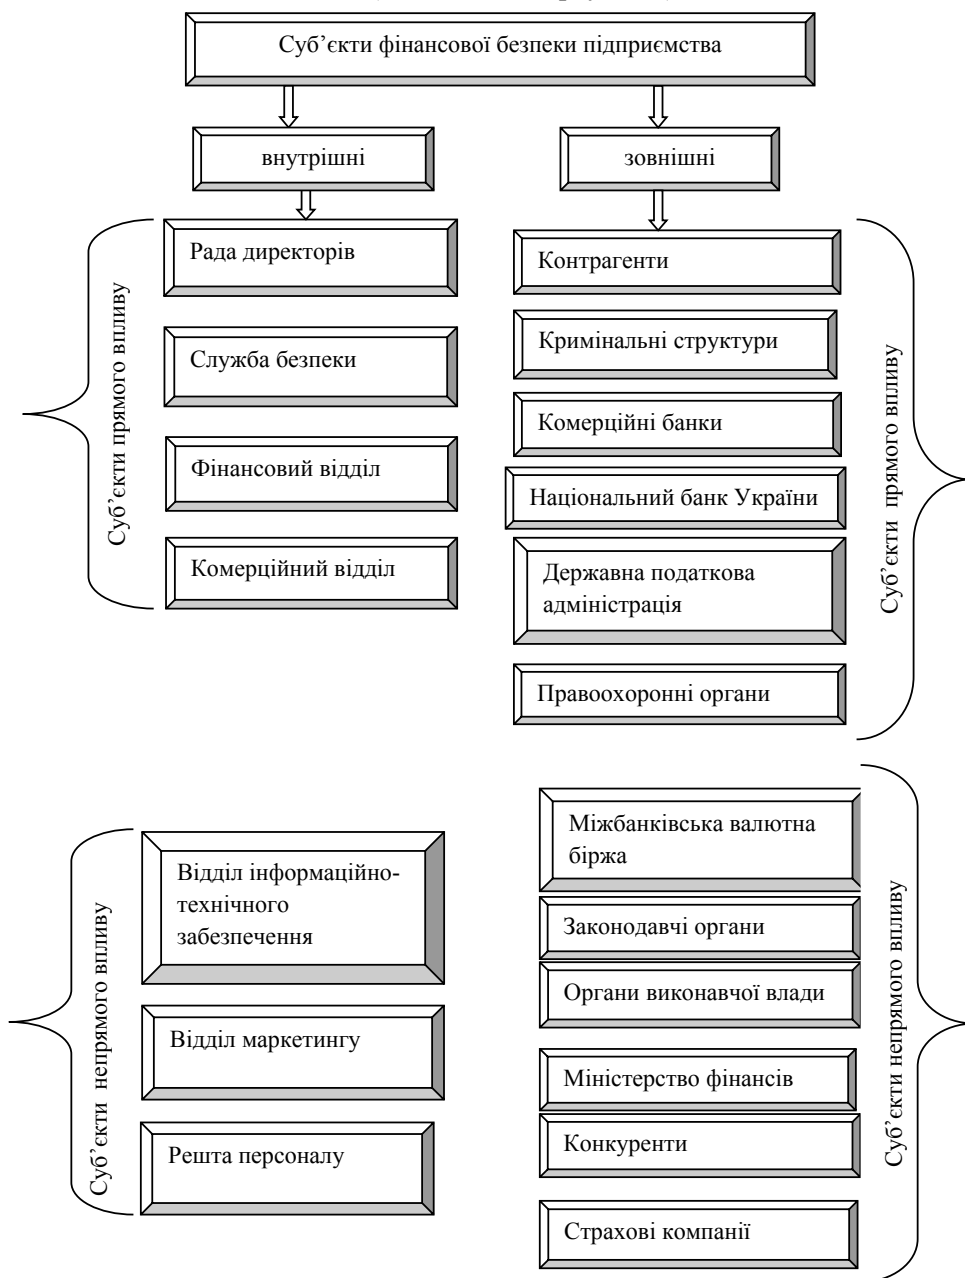 Суб’єкти фінансової безпеки підприємства
внутрішні
зовнішні
Суб’єкти прямого впливу
Рада директорів
Служба безпеки
Фінансовий відділ
Комерційний відділ
Контрагенти
Кримінальні структури
Комерційні банки
Національний банк України
Державна податкова
адміністрація
Правоохоронні органи
Суб’єкти прямого впливу
Суб’єкти непрямого впливу
Відділ інформаційно-
технічного
забезпечення
Відділ маркетингу
Решта персоналу
Міжбанківська валютна
біржа
Законодавчі органи
Органи виконавчої влади
Міністерство фінансів
Конкуренти
Страхові компанії
Суб’єкти непрямого впливу